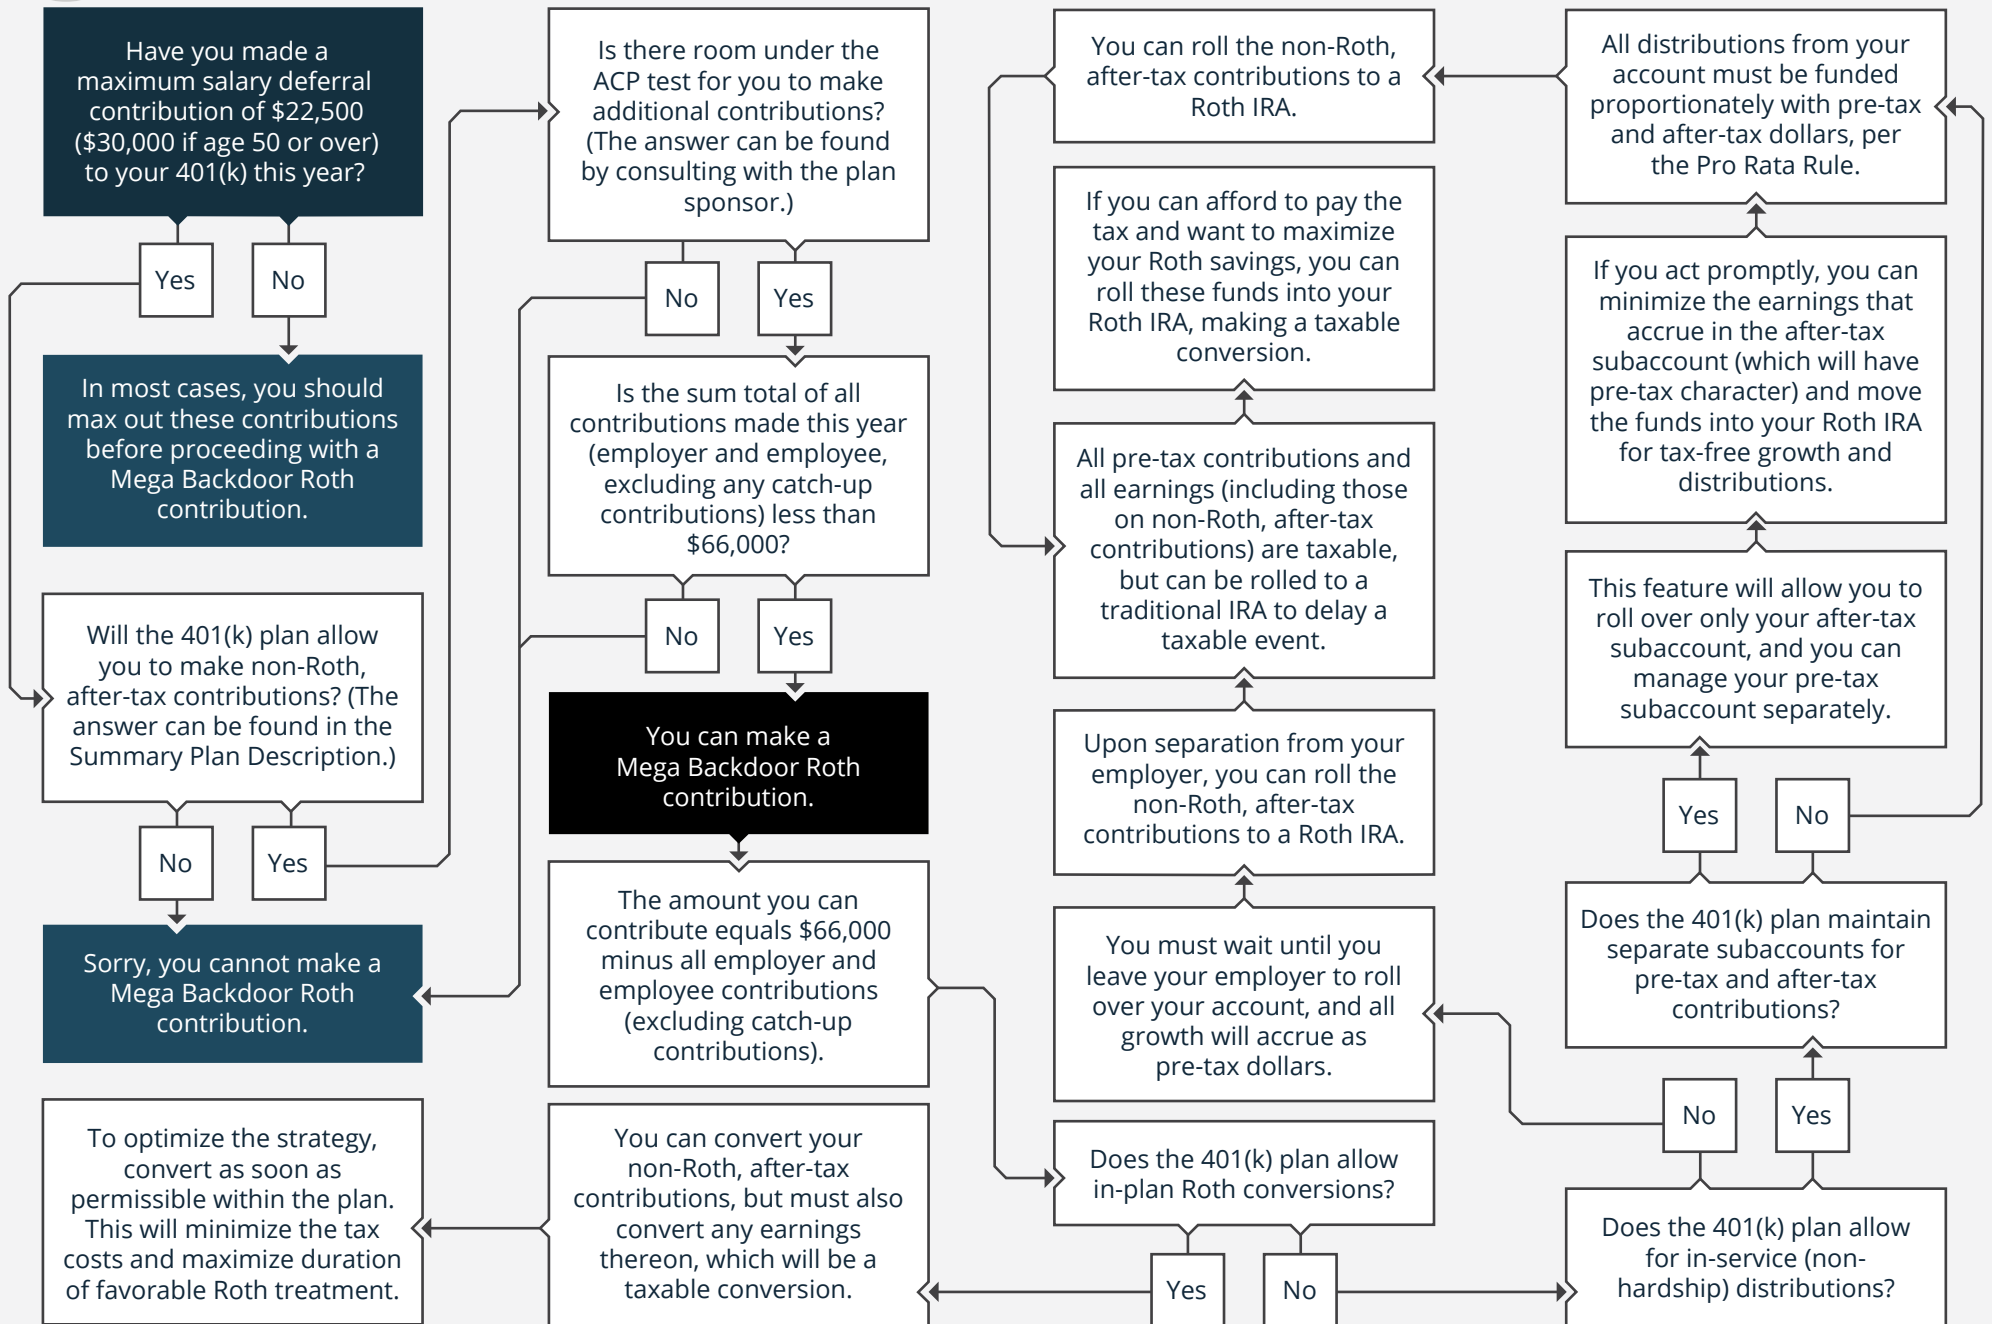 Have you made a
maximum salary deferral
contribution of $22,500
($30,000 if age 50 or over)
to your 401(k) this year?
Yes
No
In most cases, you should
max out these contributions
before proceeding with a
Mega Backdoor Roth
contribution.
Will the 401(k) plan allow
you to make non-Roth,
after-tax contributions? (The
answer can be found in the
Summary Plan Description.)
No
Yes
Sorry, you cannot make a
Mega Backdoor Roth
contribution.
To optimize the strategy,
convert as soon as
permissible within the plan.
This will minimize the tax
costs and maximize duration
of favorable Roth treatment.
Is there room under the
ACP test for you to make
additional contributions?
(The answer can be found
by consulting with the plan
sponsor.)
No
Yes
Is the sum total of all
contributions made this year
(employer and employee,
excluding any catch-up
contributions) less than
$66,000?
No
Yes
You can make a
Mega Backdoor Roth
contribution.
The amount you can
contribute equals $66,000
minus all employer and
employee contributions
(excluding catch-up
contributions).
You can convert your
non-Roth, after-tax
contributions, but must also
convert any earnings
thereon, which will be a
taxable conversion.
You can roll the non-Roth,
after-tax contributions to a
Roth IRA.
If you can afford to pay the
tax and want to maximize
your Roth savings, you can
roll these funds into your
Roth IRA, making a taxable
conversion.
All pre-tax contributions and
all earnings (including those
on non-Roth, after-tax
contributions) are taxable,
but can be rolled to a
traditional IRA to delay a
taxable event.
Upon separation from your
employer, you can roll the
non-Roth, after-tax
contributions to a Roth IRA.
You must wait until you
leave your employer to roll
over your account, and all
growth will accrue as
pre-tax dollars.
Does the 401(k) plan allow
in-plan Roth conversions?
Yes
No
All distributions from your
account must be funded
proportionately with pre-tax
and after-tax dollars, per
the Pro Rata Rule.
If you act promptly, you can
minimize the earnings that
accrue in the after-tax
subaccount (which will have
pre-tax character) and move
the funds into your Roth IRA
for tax-free growth and
distributions.
This feature will allow you to
roll over only your after-tax
subaccount, and you can
manage your pre-tax
subaccount separately.
Yes
No
Does the 401(k) plan maintain
separate subaccounts for
pre-tax and after-tax
contributions?
No
Yes
Does the 401(k) plan allow
for in-service (non-
hardship) distributions?